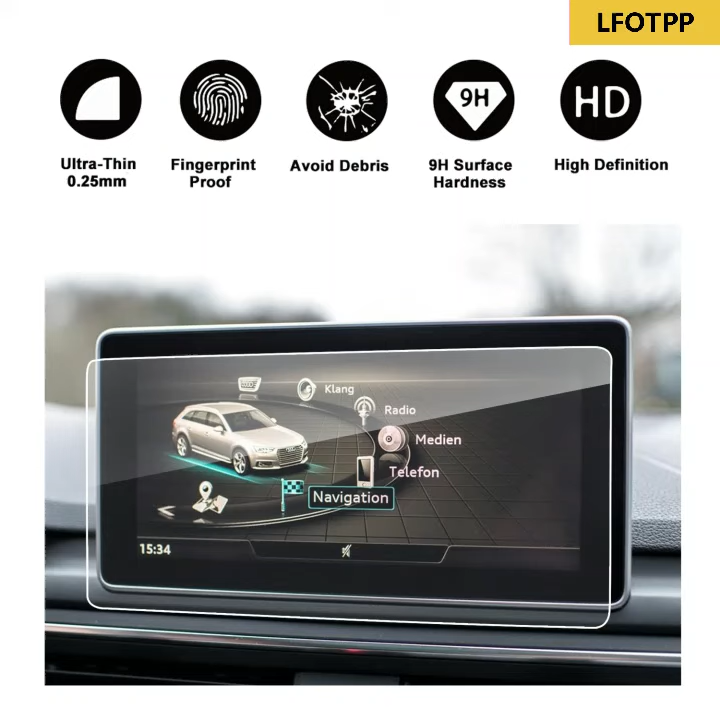 LFOTPP
9H
HD
Ultra-Thin
0.25mm
Fingerprint
Proof
Avoid Debris
9H Surface
Hardness
High Definition
Klang
Radio
Medien
Telefon
Navigation
15:34